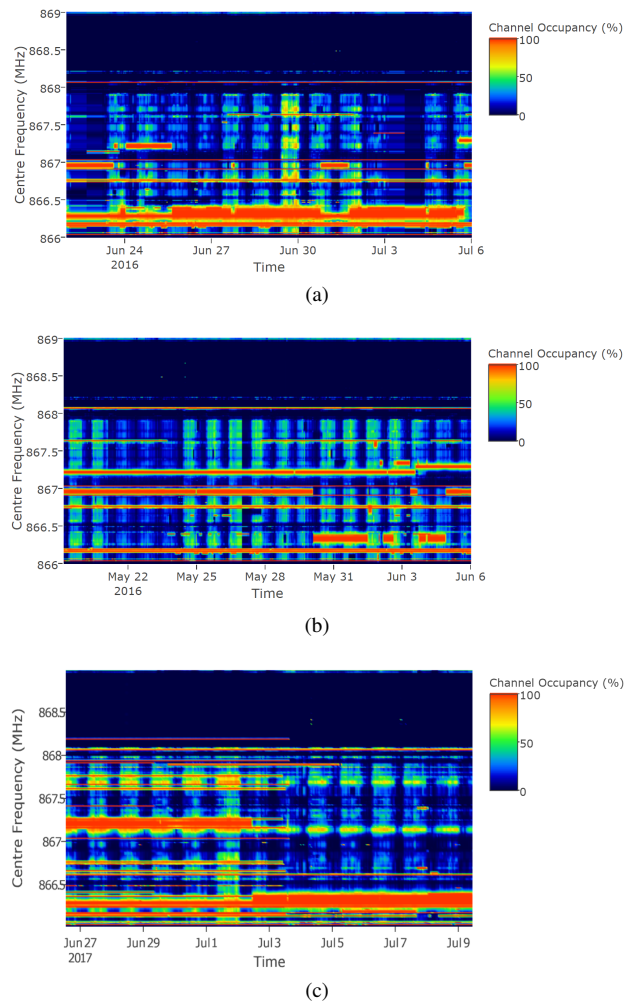 Channel Occupancy (%)
100
50
0
Centre Frequency (MHz)
869
868.5
868
867.5
867
866.5
866
Jun 24
2016
Jun 27
Jun 30
Jul 3
Jul 6
Time
(a)
Channel Occupancy (%)
100
50
0
Centre Frequency (MHz)
869
868.5
868
867.5
867
866.5
866
May 22
2016
May 25
May 28
May 31
Jun 3
Jun 6
Time
(b)
Channel Occupancy (%)
100
50
0
Centre Frequency (MHz)
868.5
868
867.5
867
866.5
Jun 27
2017
Jun 29
Jul 1
Jul 3
Jul 5
Jul 7
Jul 9
Time
(c)